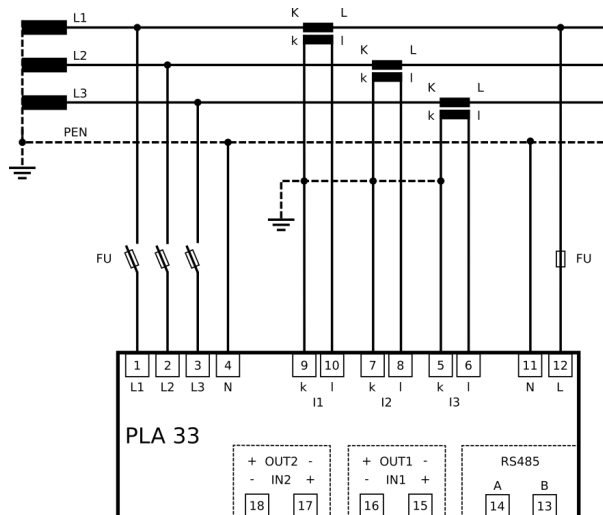 K L
L1
k l
K L
L2
k l
K L
L3
k l
PEN
FU FU
1 2 3 4 9 10 7 8 5 6 11 12
L1 L2 L3 N k l k l k l N L
I1 I2 I3
PLA 33
+ OUT2 - + OUT1 - RS485
- IN2 + - IN1 + A B
18 17 16 15 14 13